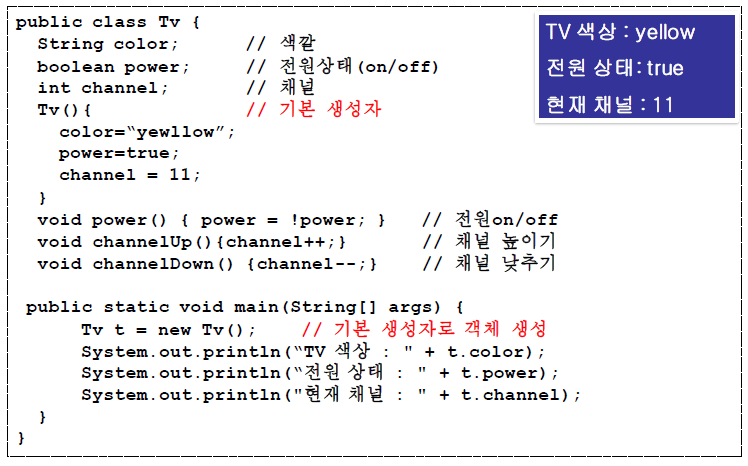 public class Tv {
String color; // 색깔
boolean power; // 전원상태(on/off)
int channel; // 채널
Tv(){ // 기본 생성자
color=“yewllow”;
power=true;
channel = 11;
}
void power() { power = !power; } // 전원on/off
void channelUp(){channel++;} // 채널 높이기
void channelDown() {channel--;} // 채널 낮추기
public static void main(String[] args) {
Tv t = new Tv(); // 기본 생성자로 객체 생성
System.out.println(“TV 색상 : " + t.color);
System.out.println(“전원 상태 : " + t.power);
System.out.println("현재 채널 : " + t.channel);
}
}
TV 색상 : yellow
전원 상태: true
현재 채널 : 11